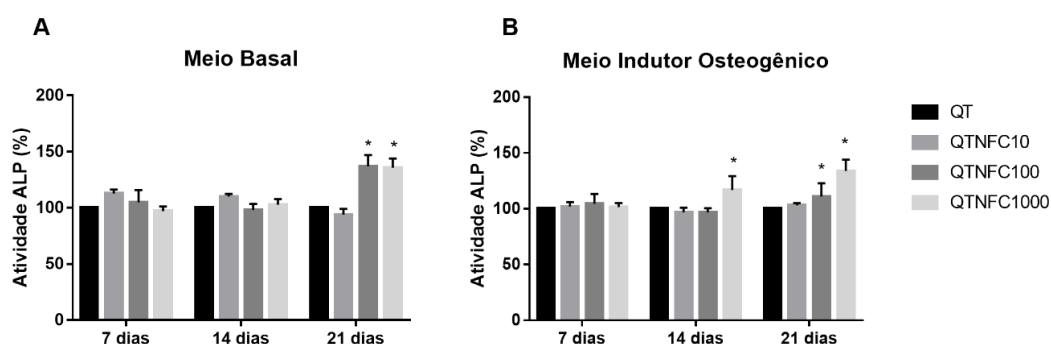 A
Meio Basal
Atividade ALP (%)
200
150
100
50
0
* *
7 dias 14 dias 21 dias
B
Meio Indutor Osteogênico
Atividade ALP (%)
200
150
100
50
0
* * *
7 dias 14 dias 21 dias
QT
QTNFC10
QTNFC100
QTNFC1000